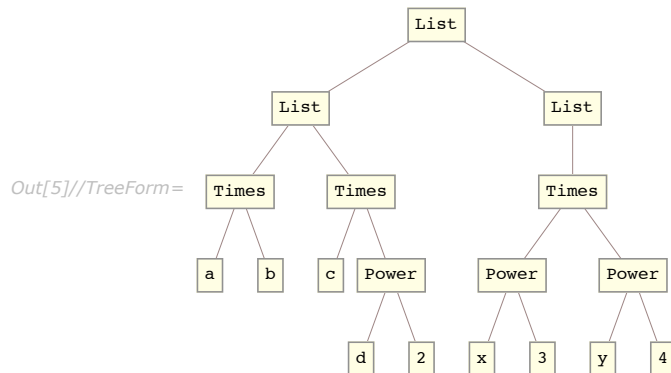 List
List List
Out[5]//TreeForm= Times Times Times
a b c Power Power Power
d 2 x 3 y 4